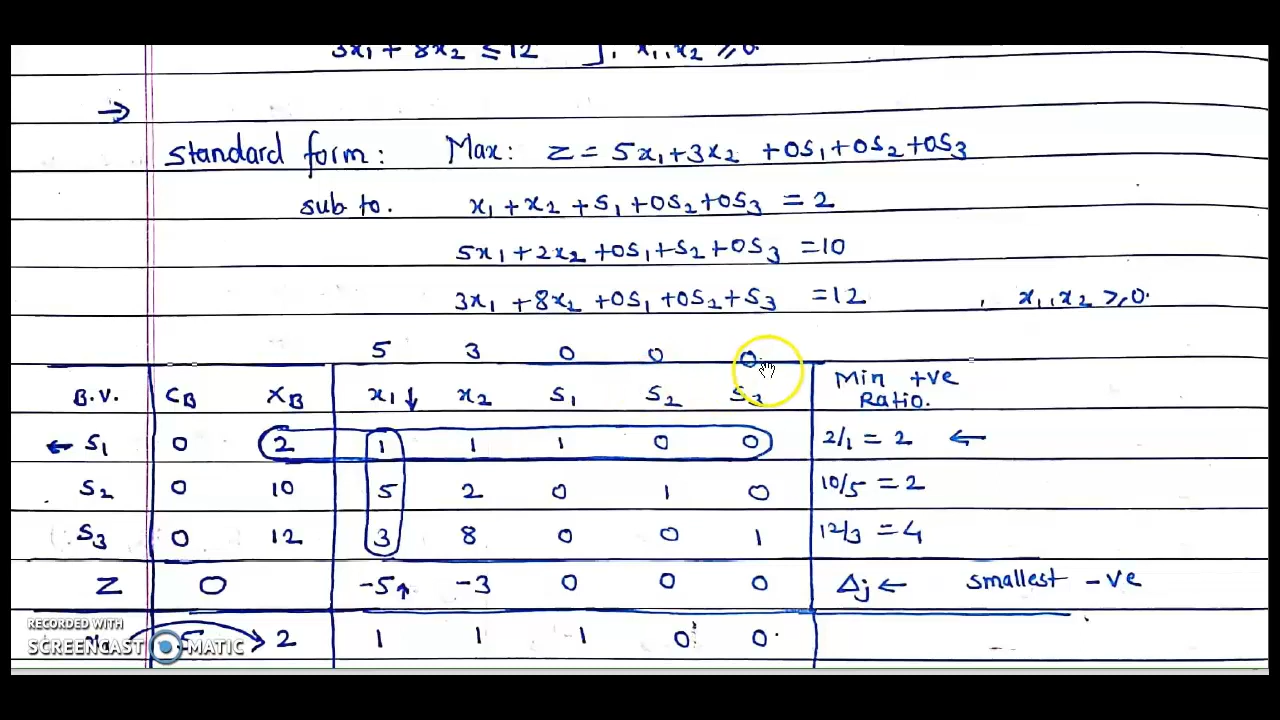 3x₁ + 8x₂ ≤ 12 ], x₁, x₂ ≥ 0.
→
Standard form: Max: Z = 5x₁+3x₂ +0S₁+0S₂+0S₃
sub to. x₁+x₂+S₁+0S₂+0S₃ = 2
5x₁+2x₂+0S₁+S₂+0S₃ =10
3x₁+8x₂+0S₁+0S₂+S₃ =12 , x₁,x₂ ≥0.
5 3 0 0 0
B.V. CB XB x₁↓ x₂ S₁ S₂ S₃ Min +ve Ratio.
← S₁ 0 2 1 1 1 0 0 2/1 = 2 ←
S₂ 0 10 5 2 0 1 0 10/5 = 2
S₃ 0 12 3 8 0 0 1 12/3 = 4
Z 0 -5↑ -3 0 0 0 Δj ← smallest -ve
5 2 1 1 1 0 0
RECORDED WITH
SCREENCAST MATIC